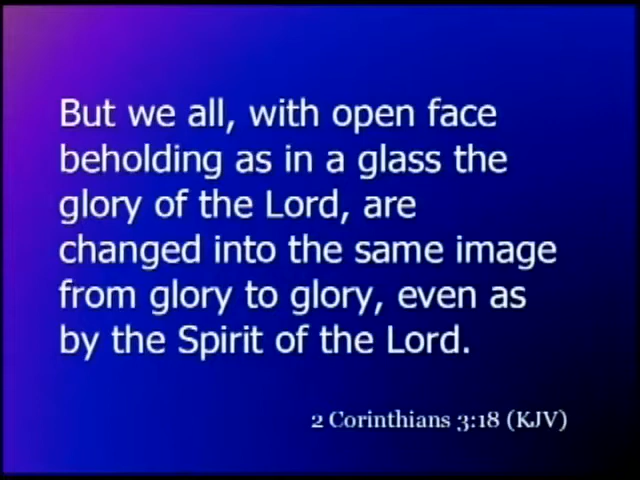 But we all, with open face
beholding as in a glass the
glory of the Lord, are
changed into the same image
from glory to glory, even as
by the Spirit of the Lord.
2 Corinthians 3:18 (KJV)